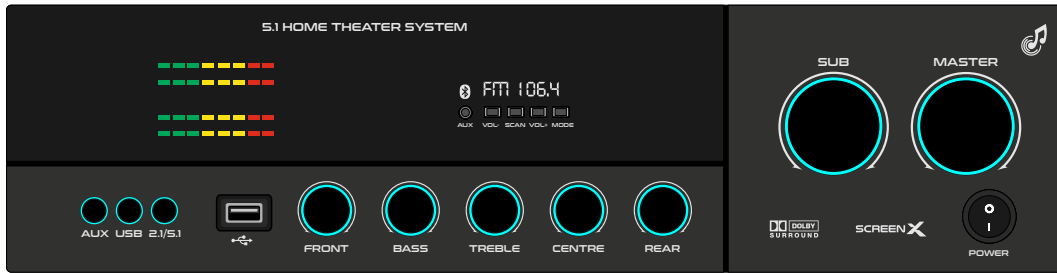 5.1 HOME THEATER SYSTEM
FM 106.4
AUX VOL- SCAN VOL+ MODE
SUB MASTER
AUX USB 2.1/5.1
FRONT BASS TREBLE CENTRE REAR
DOLBY
SURROUND
SCREEN X
POWER